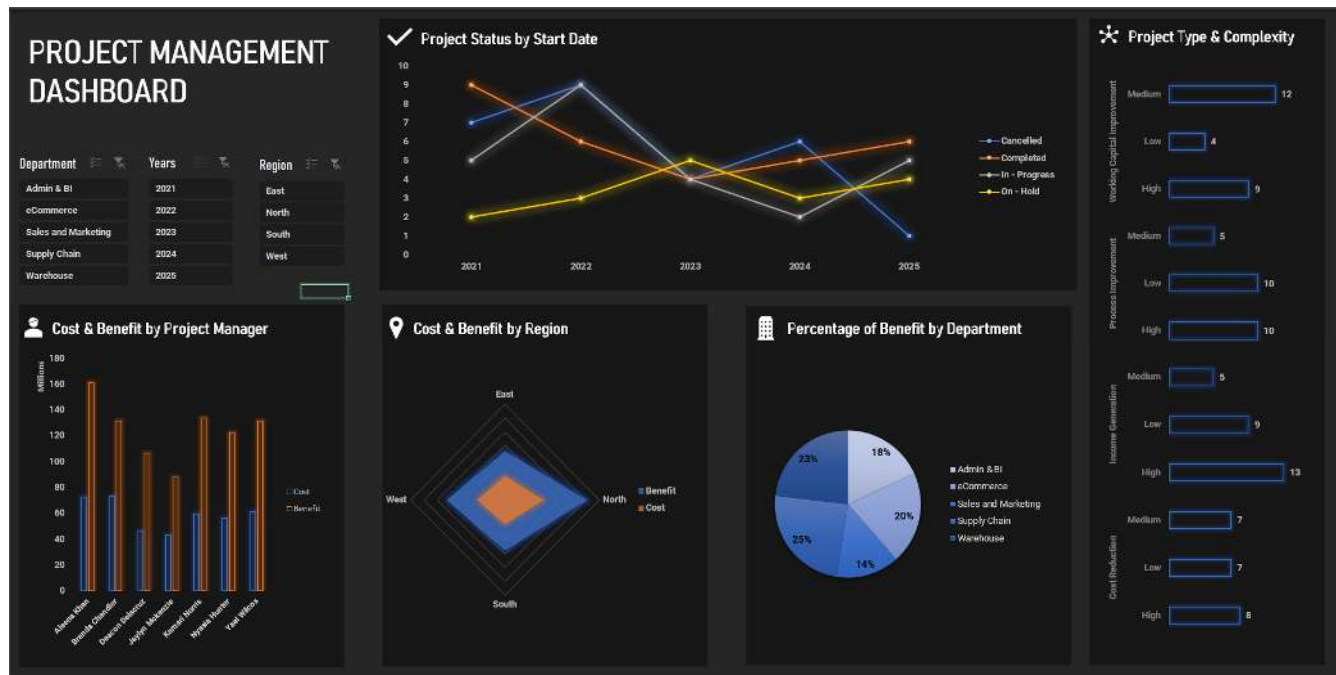 PROJECT MANAGEMENT
DASHBOARD
Department
Admin & BI
eCommerce
Sales and Marketing
Supply Chain
Warehouse
Years
2021
2022
2023
2024
2025
Region
East
North
South
West
Project Status by Start Date
10
9
8
7
6
5
4
3
2
1
0
2021 2022 2023 2024 2025
Cancelled
Completed
In - Progress
On - Hold
Cost & Benefit by Project Manager
Millions
180
160
140
120
100
80
60
40
20
0
Aleena Khan
Brenda Chandler
Deacon Delacruz
Jaylyn Mckenzie
Kamari Norris
Nyasia Hunter
Yael Wilcox
Cost
Benefit
Cost & Benefit by Region
East
West
North
South
Benefit
Cost
Percentage of Benefit by Department
23%
18%
20%
25%
14%
Admin & BI
eCommerce
Sales and Marketing
Supply Chain
Warehouse
Project Type & Complexity
Working Capital Improvement
Medium 12
Low 4
High 9
Process Improvement
Medium 5
Low 10
High 10
Income Generation
Medium 5
Low 9
High 13
Cost Reduction
Medium 7
Low 7
High 8